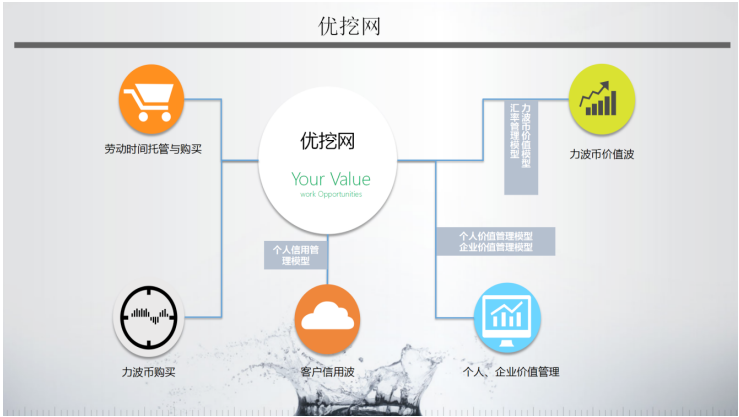 优挖网
优挖网
Your Value
work Opportunities
劳动时间托管与购买
力波币价值模型
汇率管理模型
力波币价值波
个人信用管
理模型
个人价值管理模型
企业价值管理模型
力波币购买
客户信用波
个人、企业价值管理